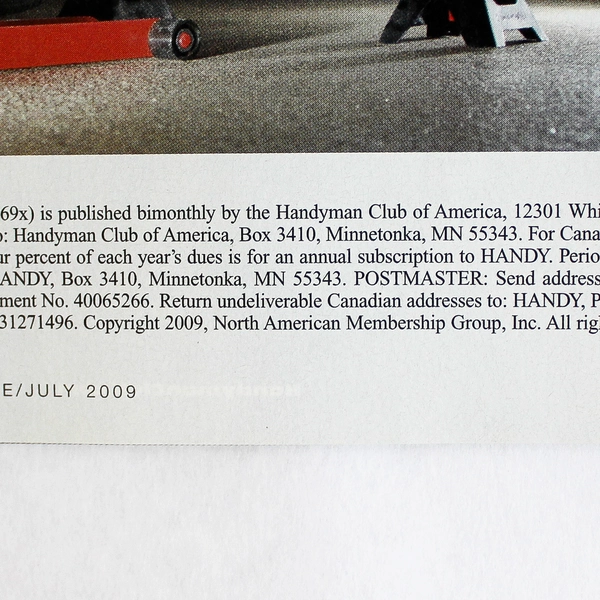 69x) is published bimonthly by the Handyman Club of America, 12301 Whi
o: Handyman Club of America, Box 3410, Minnetonka, MN 55343. For Cana
ur percent of each year's dues is for an annual subscription to HANDY. Perio
ANDY, Box 3410, Minnetonka, MN 55343. POSTMASTER: Send address
ment No. 40065266. Return undeliverable Canadian addresses to: HANDY, P
31271496. Copyright 2009, North American Membership Group, Inc. All rig
E/JULY 2009